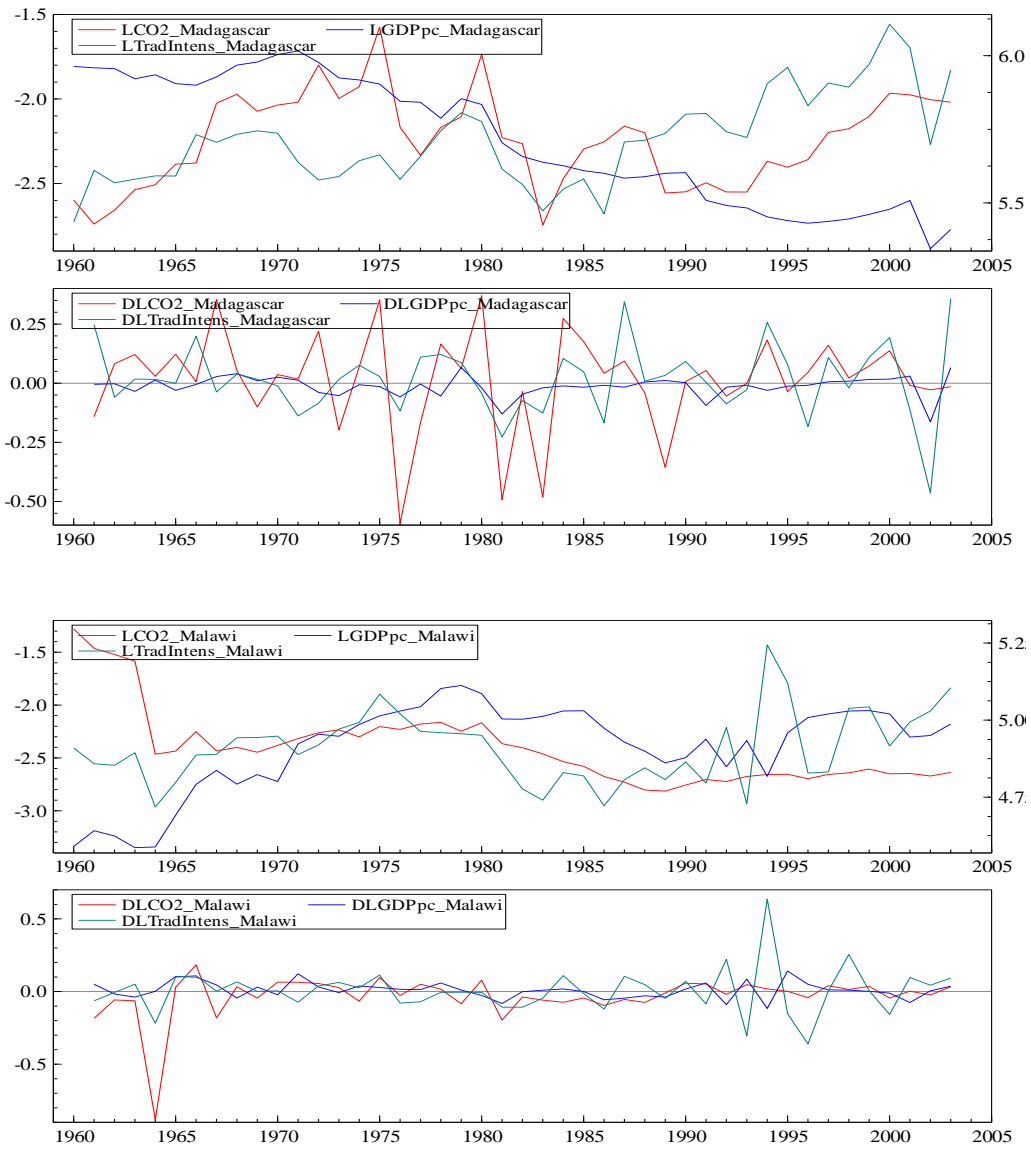 -1.5
LCO2_Madagascar LGDPpc_Madagascar
LTradIntens_Madagascar
6.0
-2.0
-2.5
5.5
1960 1965 1970 1975 1980 1985 1990 1995 2000 2005
DLCO2_Madagascar DLGDPpc_Madagascar
DLTradIntens_Madagascar
0.25
0.00
-0.25
-0.50
1960 1965 1970 1975 1980 1985 1990 1995 2000 2005
LCO2_Malawi LGDPpc_Malawi
LTradIntens_Malawi
5.25
-1.5
-2.0
5.00
-2.5
4.75
-3.0
1960 1965 1970 1975 1980 1985 1990 1995 2000 2005
DLCO2_Malawi DLGDPpc_Malawi
DLTradIntens_Malawi
0.5
0.0
-0.5
1960 1965 1970 1975 1980 1985 1990 1995 2000 2005